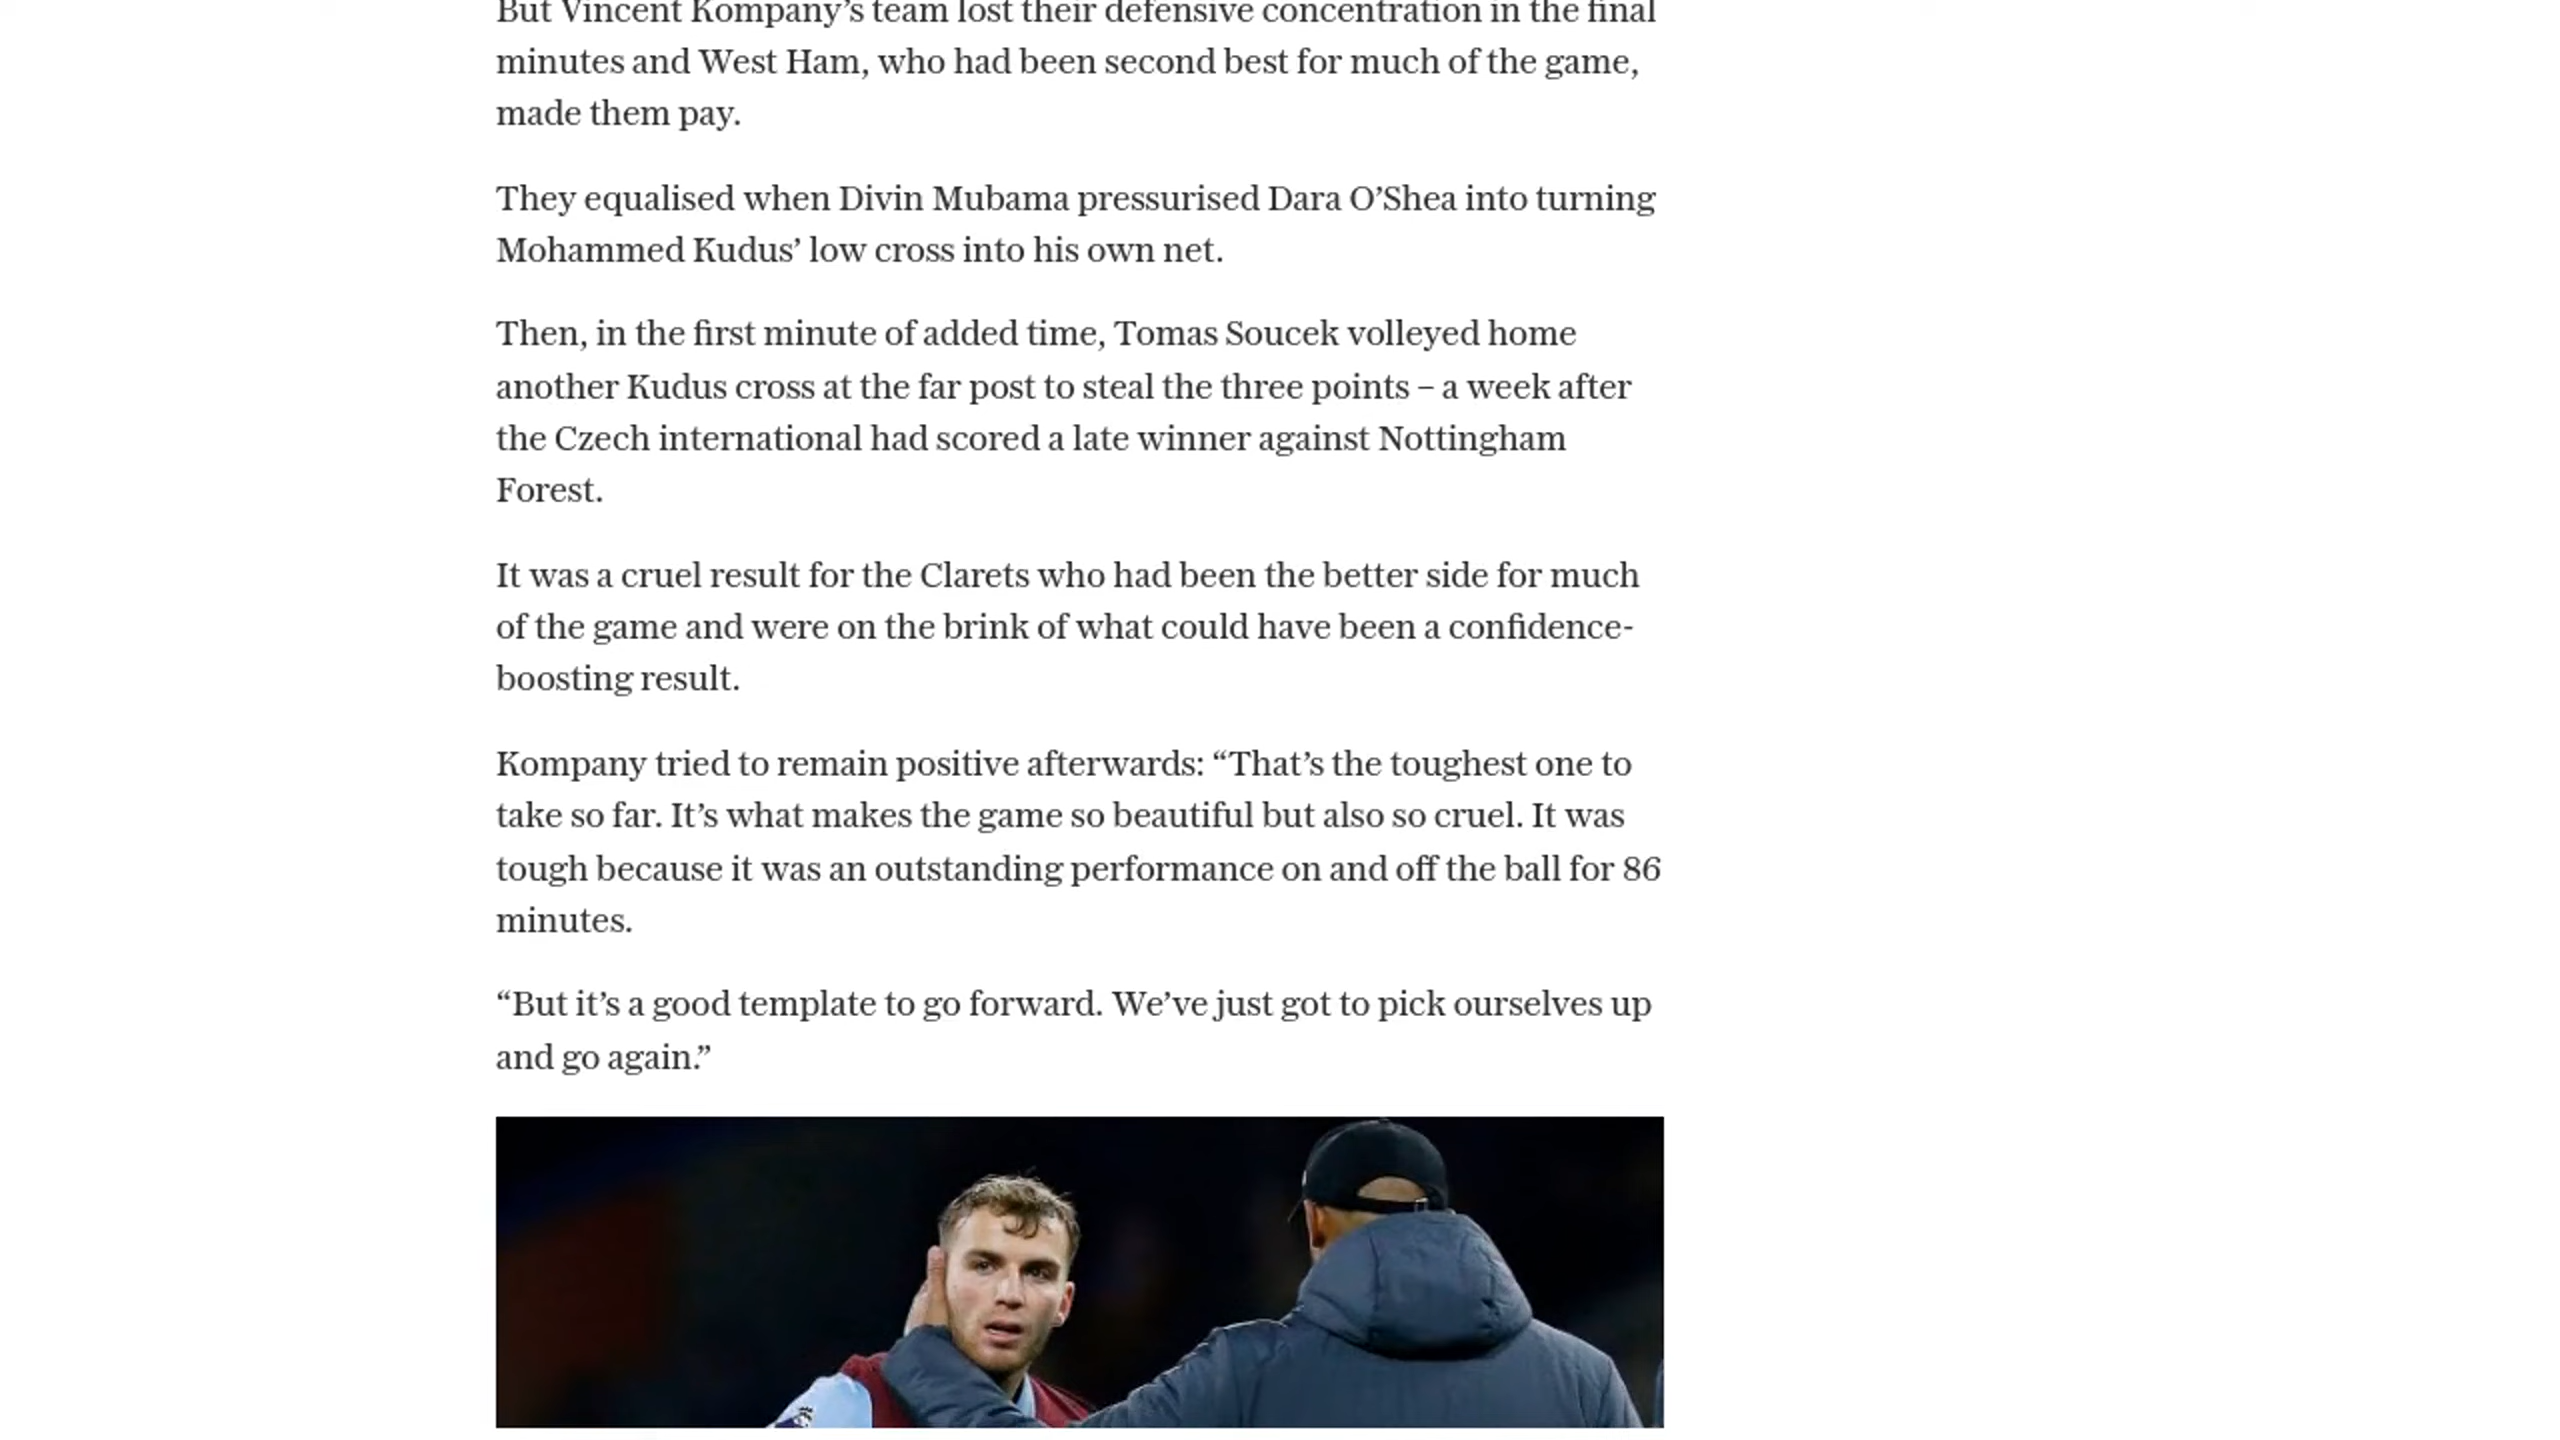 But Vincent Kompany’s team lost their defensive concentration in the final
minutes and West Ham, who had been second best for much of the game,
made them pay.
They equalised when Divin Mubama pressurised Dara O’Shea into turning
Mohammed Kudus’ low cross into his own net.
Then, in the first minute of added time, Tomas Soucek volleyed home
another Kudus cross at the far post to steal the three points – a week after
the Czech international had scored a late winner against Nottingham
Forest.
It was a cruel result for the Clarets who had been the better side for much
of the game and were on the brink of what could have been a confidence-
boosting result.
Kompany tried to remain positive afterwards: “That’s the toughest one to
take so far. It’s what makes the game so beautiful but also so cruel. It was
tough because it was an outstanding performance on and off the ball for 86
minutes.
“But it’s a good template to go forward. We’ve just got to pick ourselves up
and go again.”